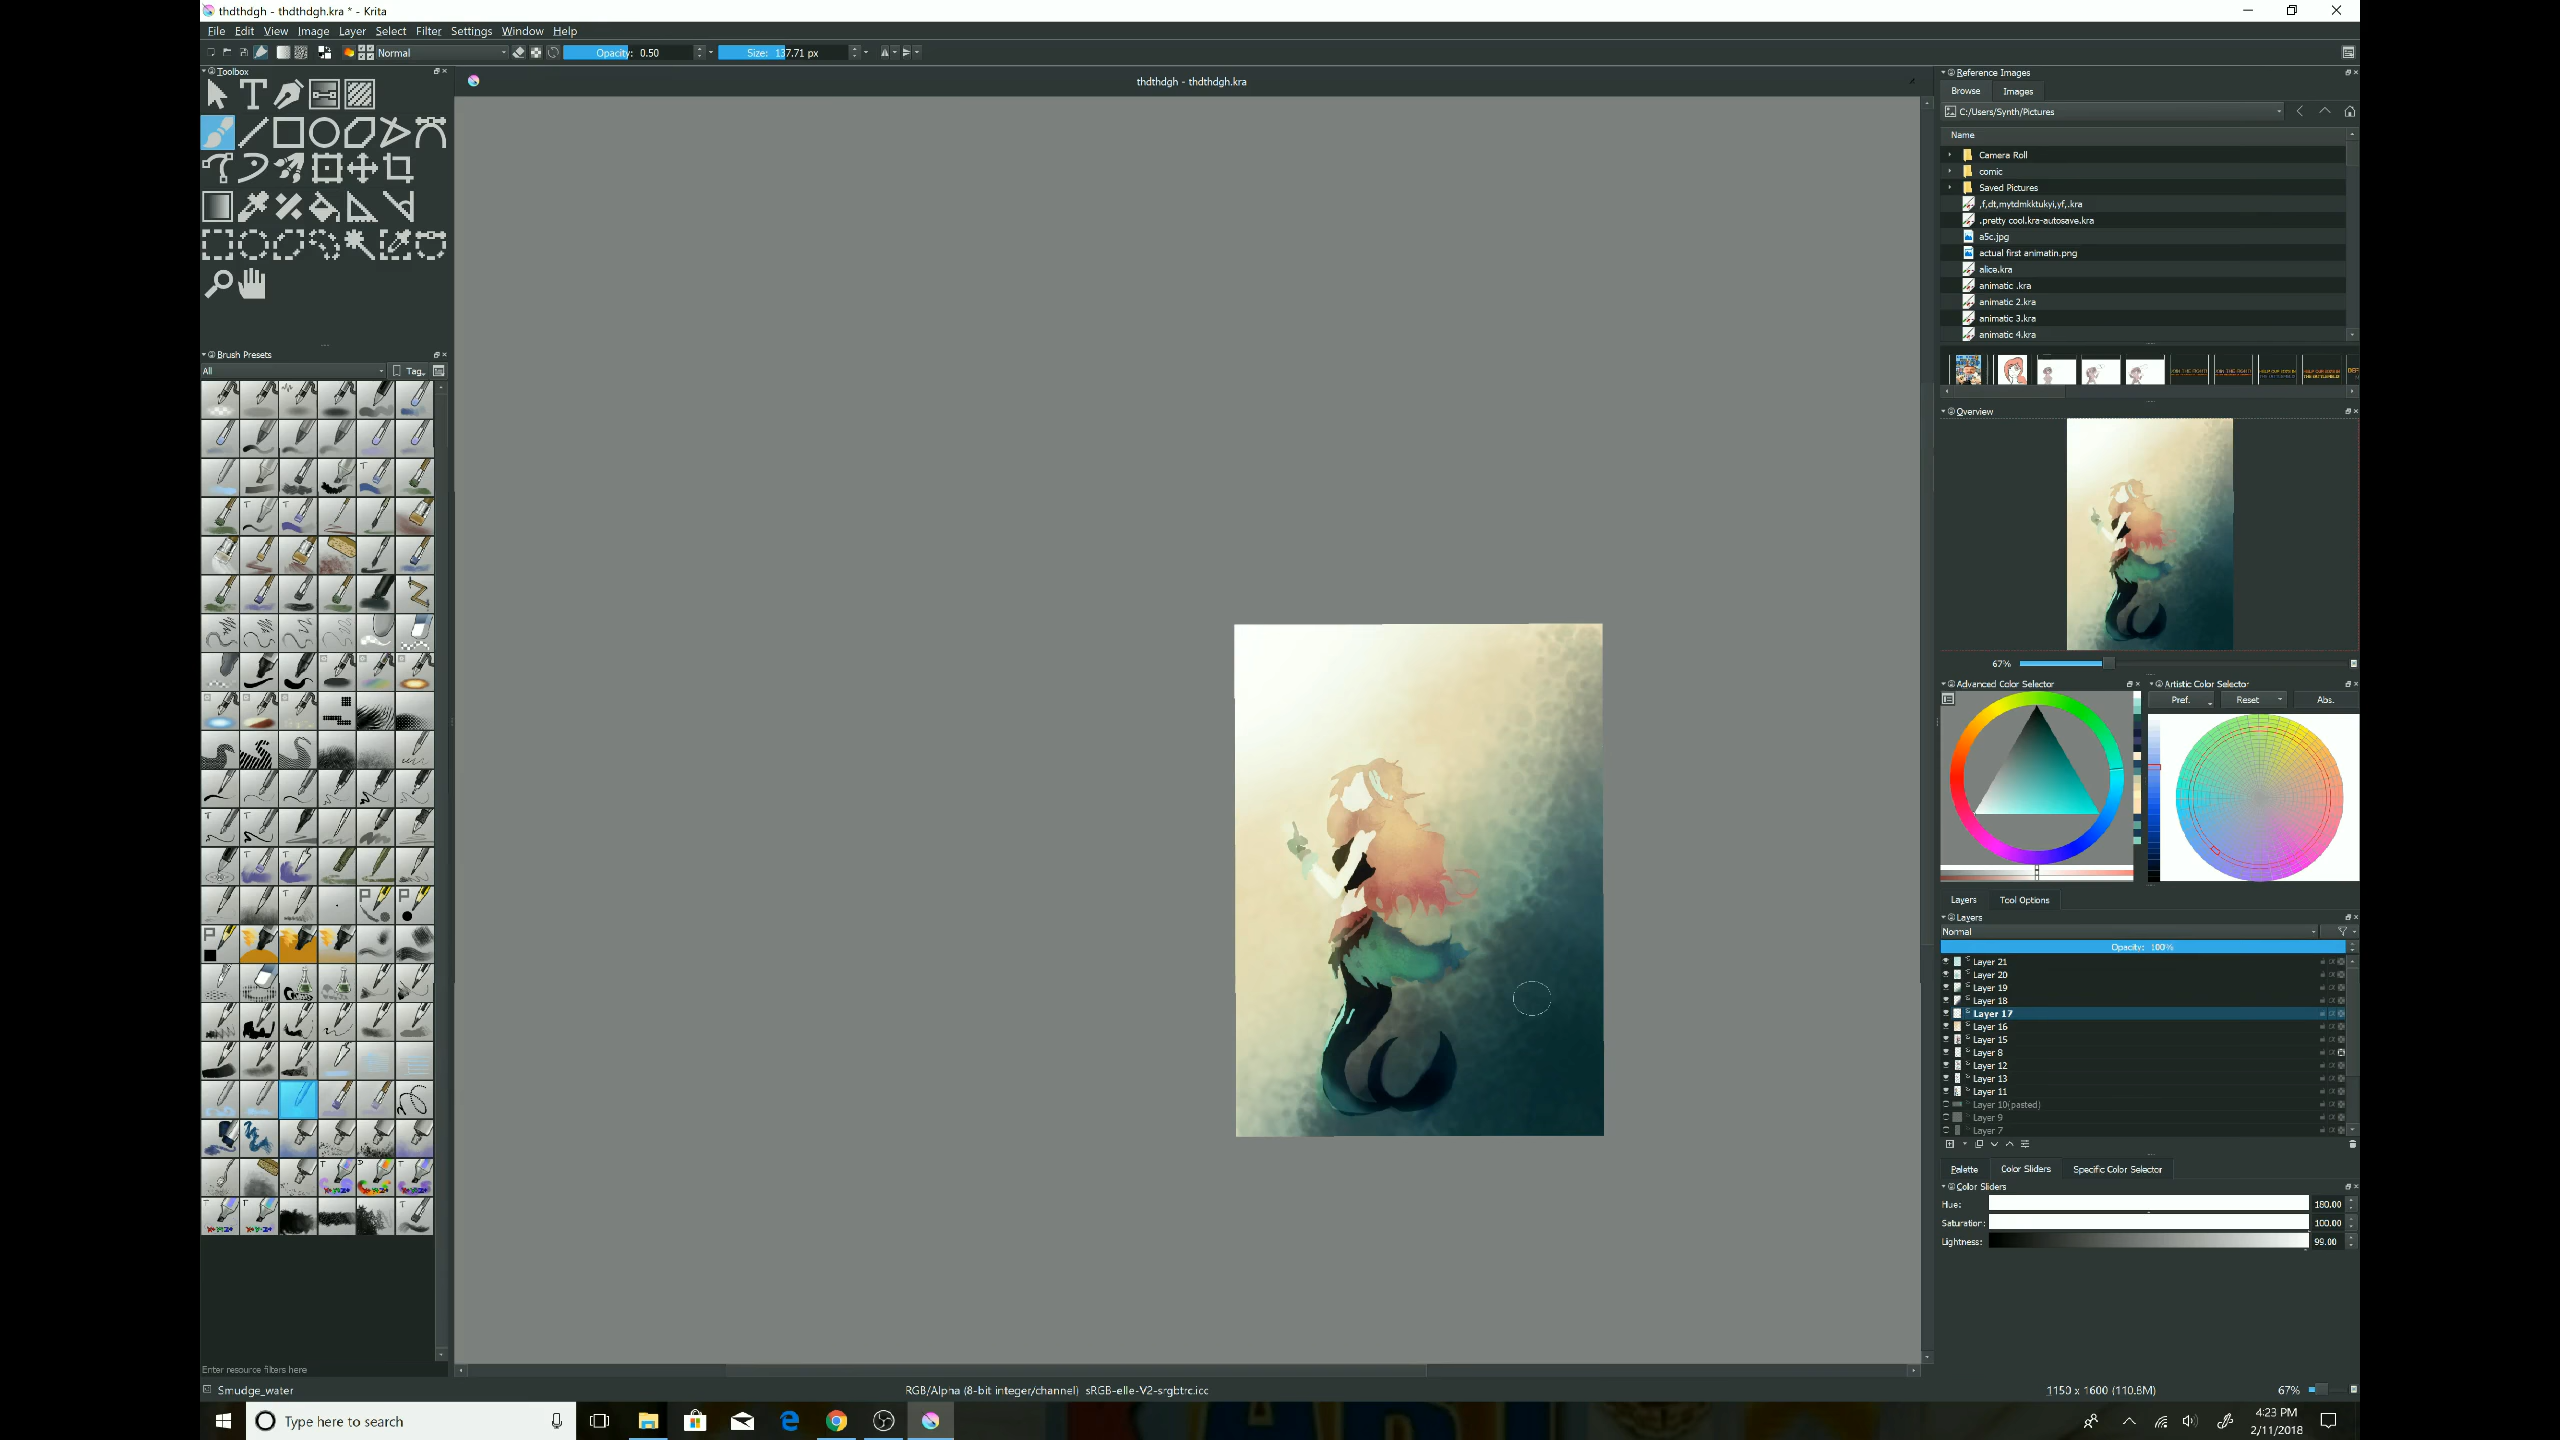 thdthdgh - thdthdgh.kra * - Krita
File Edit View Image Layer Select Filter Settings Window Help
Normal Opacity: 0.50 Size: 137.71 px
Toolbox
thdthdgh - thdthdgh.kra
Reference Images
Browse Images
C:/Users/Synth/Pictures
Name
Camera Roll
comic
Saved Pictures
,f,dt,mytdmkktukyi,yf,.kra
.pretty cool.kra-autosave.kra
a5c.jpg
actual first animatin.png
alice.kra
animatic .kra
animatic 2.kra
animatic 3.kra
animatic 4.kra
Brush Presets
All Tag
Overview
67%
Advanced Color Selector
Artistic Color Selector
Pref. Reset Abs.
Layers Tool Options
Layers
Normal
Opacity: 100%
Layer 21
Layer 20
Layer 19
Layer 18
Layer 17
Layer 16
Layer 15
Layer 8
Layer 12
Layer 13
Layer 11
Layer 10(pasted)
Layer 9
Layer 7
Palette Color Sliders Specific Color Selector
Color Sliders
Hue: 180.00
Saturation: 100.00
Lightness: 99.00
Enter resource filters here
Smudge_water
RGB/Alpha (8-bit integer/channel) sRGB-elle-V2-srgbtrc.icc
1150 x 1600 (110.8M)
67%
Type here to search
4:23 PM
2/11/2018